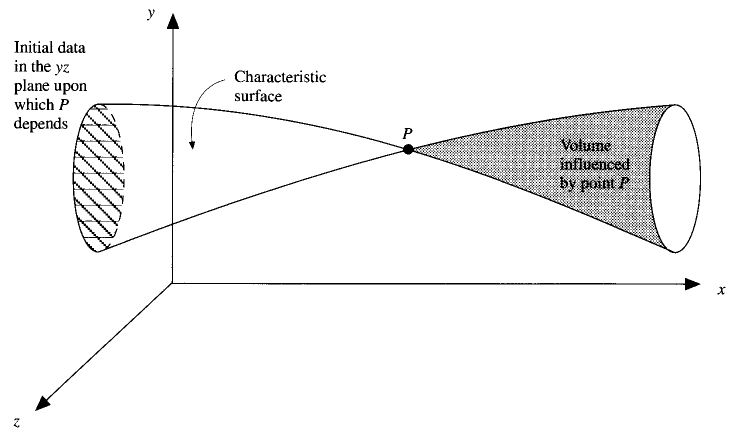 y
Initial data
in the yz
plane upon
which P
depends
Characteristic
surface
P
Volume
influenced
by point P
x
z